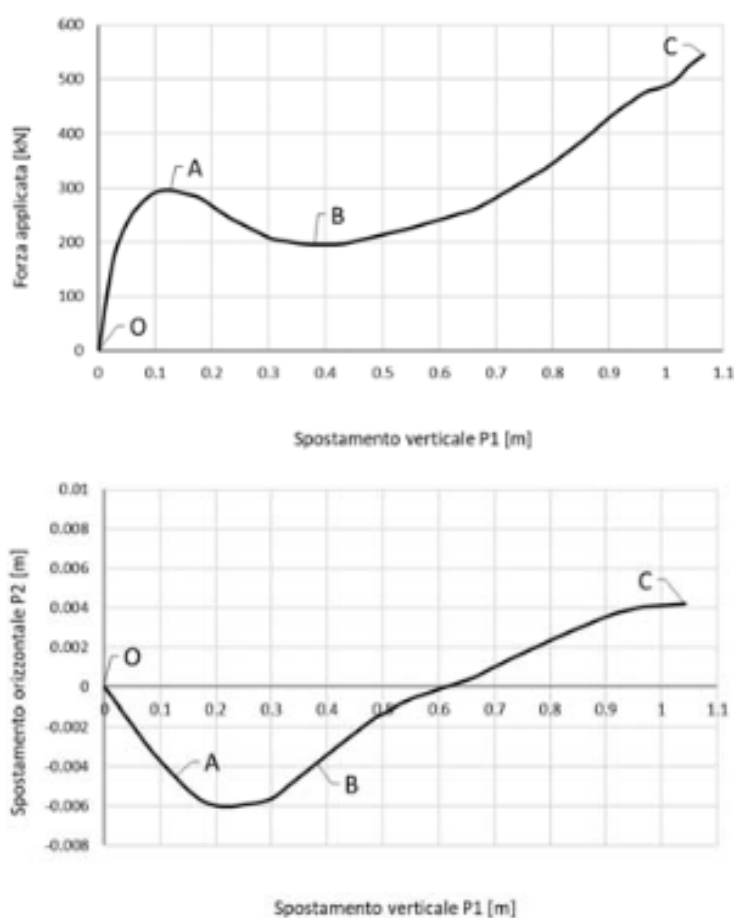 600
C
500
400
A
300
B
200
100
O
0
0 0.1 0.2 0.3 0.4 0.5 0.6 0.7 0.8 0.9 1 1.1
Forza applicata [kN]
Spostamento verticale P1 [m]
0.01
0.008
0.006
C
0.004
O
0.002
0
0 0.1 0.2 0.3 0.4 0.5 0.6 0.7 0.8 0.9 1 1.1
-0.002
A
-0.004
B
-0.006
-0.008
Spostamento orizzontale P2 [m]
Spostamento verticale P1 [m]